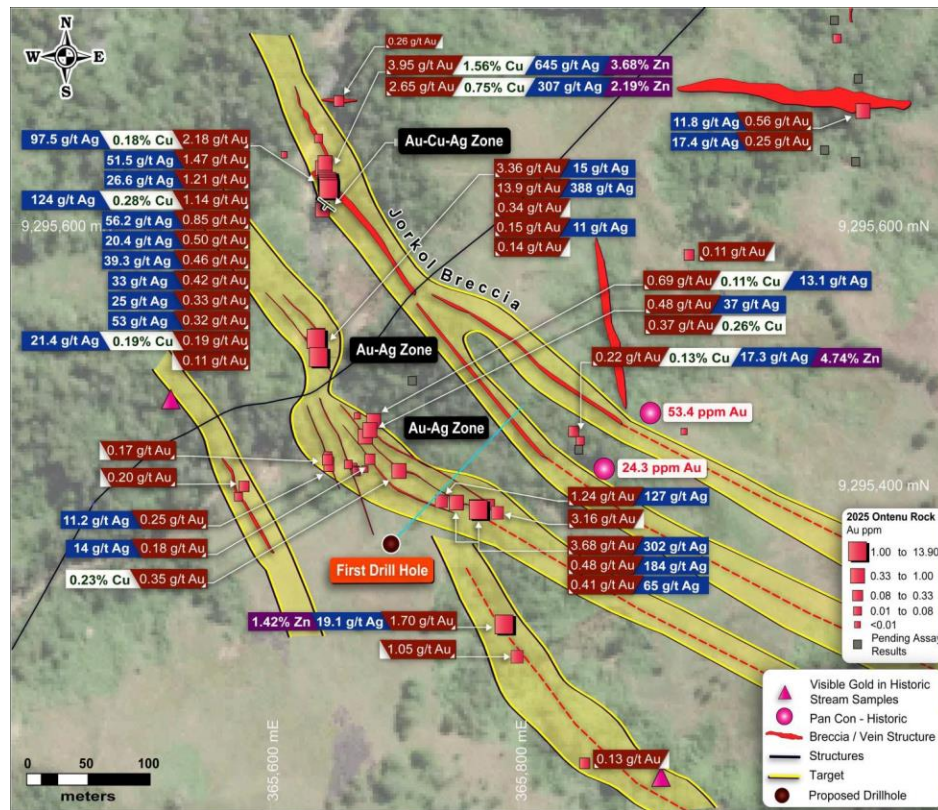 N
W E
S
0.26 g/t Au
3.95 g/t Au 1.56% Cu 645 g/t Ag 3.68% Zn
2.65 g/t Au 0.75% Cu 307 g/t Ag 2.19% Zn
11.8 g/t Ag 0.56 g/t Au
17.4 g/t Ag 0.25 g/t Au
Au-Cu-Ag Zone
97.5 g/t Ag 0.18% Cu 2.18 g/t Au
51.5 g/t Ag 1.47 g/t Au
26.6 g/t Ag 1.21 g/t Au
124 g/t Ag 0.28% Cu 1.14 g/t Au
56.2 g/t Ag 0.85 g/t Au
20.4 g/t Ag 0.50 g/t Au
39.3 g/t Ag 0.46 g/t Au
33 g/t Ag 0.42 g/t Au
25 g/t Ag 0.33 g/t Au
53 g/t Ag 0.32 g/t Au
21.4 g/t Ag 0.19% Cu 0.19 g/t Au
0.11 g/t Au
3.36 g/t Au 15 g/t Ag
13.9 g/t Au 388 g/t Ag
0.34 g/t Au
0.15 g/t Au 11 g/t Ag
0.14 g/t Au
9,295,600 m
9,295,600 mN
Jorkol Breccia
0.11 g/t Au
0.69 g/t Au 0.11% Cu 13.1 g/t Ag
0.48 g/t Au 37 g/t Ag
0.37 g/t Au 0.26% Cu
0.22 g/t Au 0.13% Cu 17.3 g/t Ag 4.74% Zn
Au-Ag Zone
Au-Ag Zone
53.4 ppm Au
24.3 ppm Au
9,295,400 mN
0.17 g/t Au
0.20 g/t Au
11.2 g/t Ag 0.25 g/t Au
14 g/t Ag 0.18 g/t Au
0.23% Cu 0.35 g/t Au
1.24 g/t Au 127 g/t Ag
3.16 g/t Au
3.68 g/t Au 302 g/t Ag
0.48 g/t Au 184 g/t Ag
0.41 g/t Au 65 g/t Ag
First Drill Hole
1.42% Zn 19.1 g/t Ag 1.70 g/t Au
1.05 g/t Au
0.13 g/t Au
365,600 mE
365,800 mE
2025 Ontenu Rock
Au ppm
1.00 to 13.90
0.33 to 1.00
0.08 to 0.33
0.01 to 0.08
<0.01
Pending Assay
Results
Visible Gold in Historic
Stream Samples
Pan Con - Historic
Breccia / Vein Structure
Structures
Target
Proposed Drillhole
0 50 100
meters